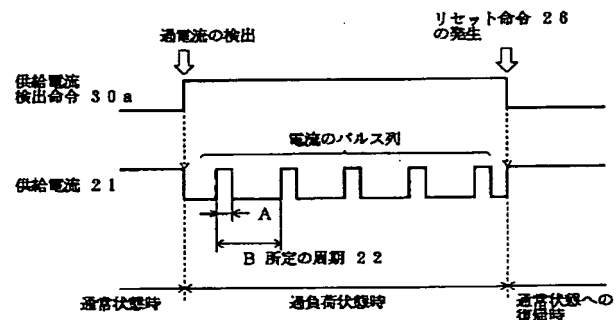 過電流の検出
リセット命令 26
の発生
供給電流
検出命令 30a
電流のパルス列
供給電流 21
A
B 所定の周期 22
通常状態時
過負荷状態時
通常状態への
復帰時